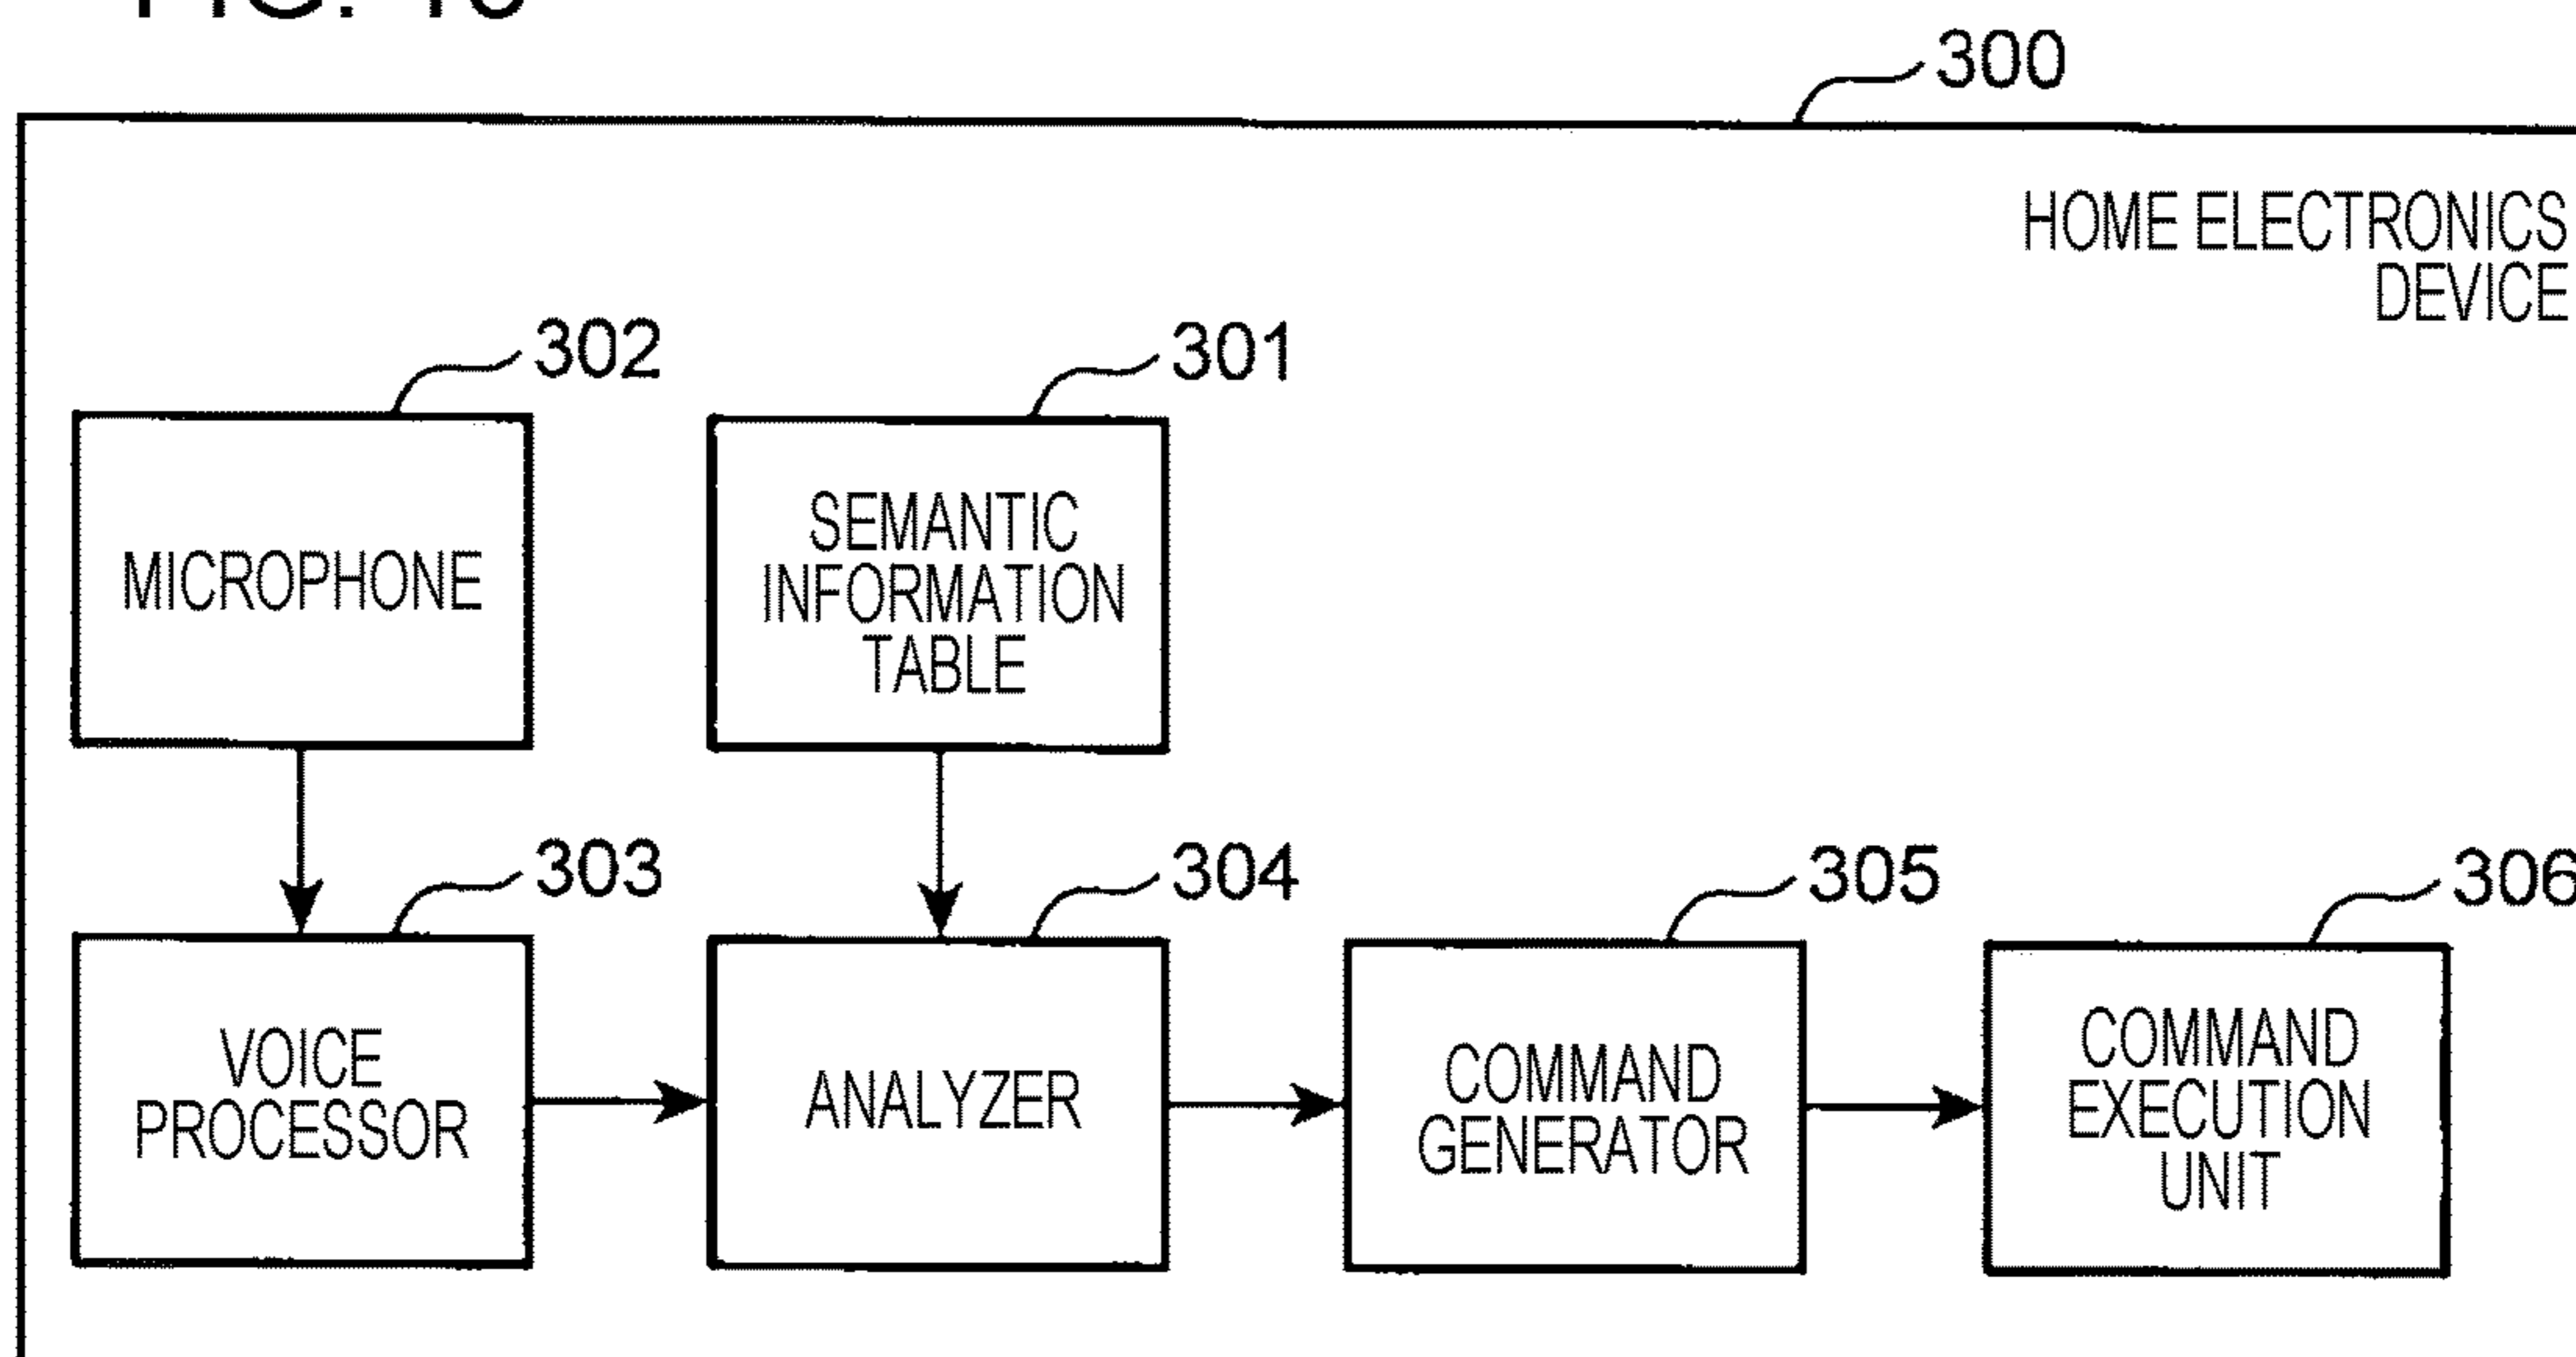 300
HOME ELECTRONICS
DEVICE
302
301
MICROPHONE
SEMANTIC
INFORMATION
TABLE
303
304
305
306
VOICE
PROCESSOR
ANALYZER
COMMAND
GENERATOR
COMMAND
EXECUTION
UNIT